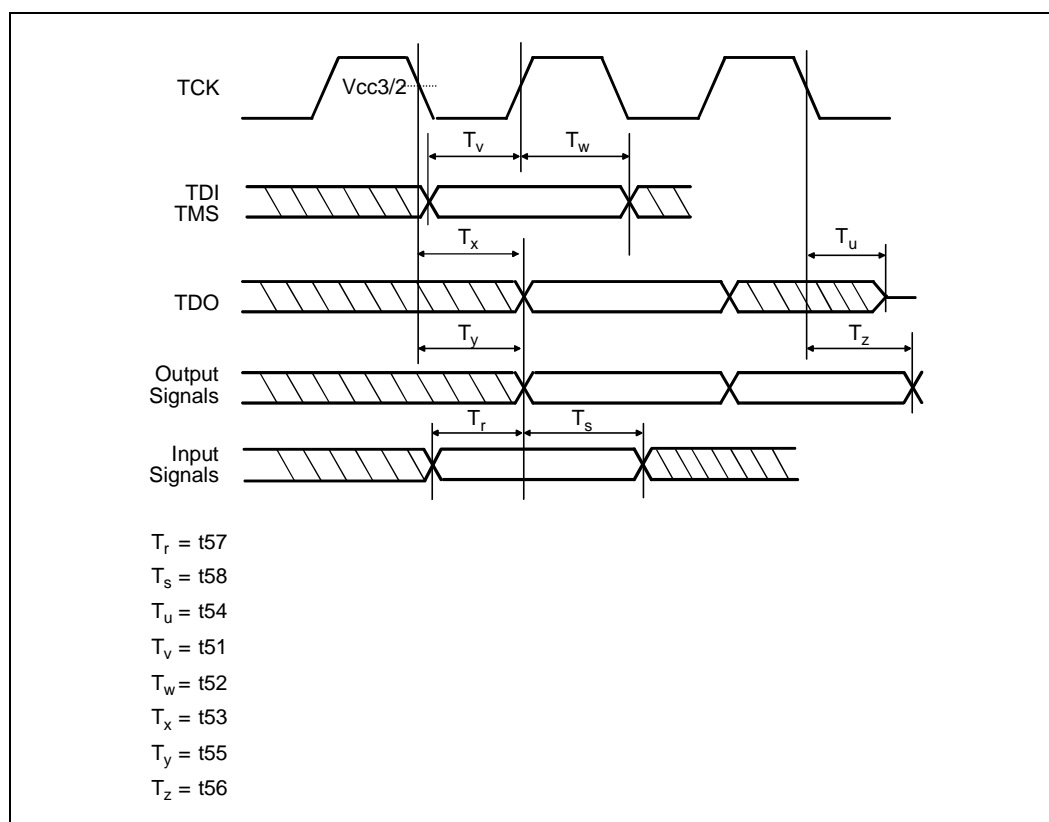 TCK
Vcc3/2
Tv
Tw
TDI
TMS
Tx
Tu
TDO
Ty
Tz
Output
Signals
Tr
Ts
Input
Signals
Tr = t57
Ts = t58
Tu = t54
Tv = t51
Tw = t52
Tx = t53
Ty = t55
Tz = t56